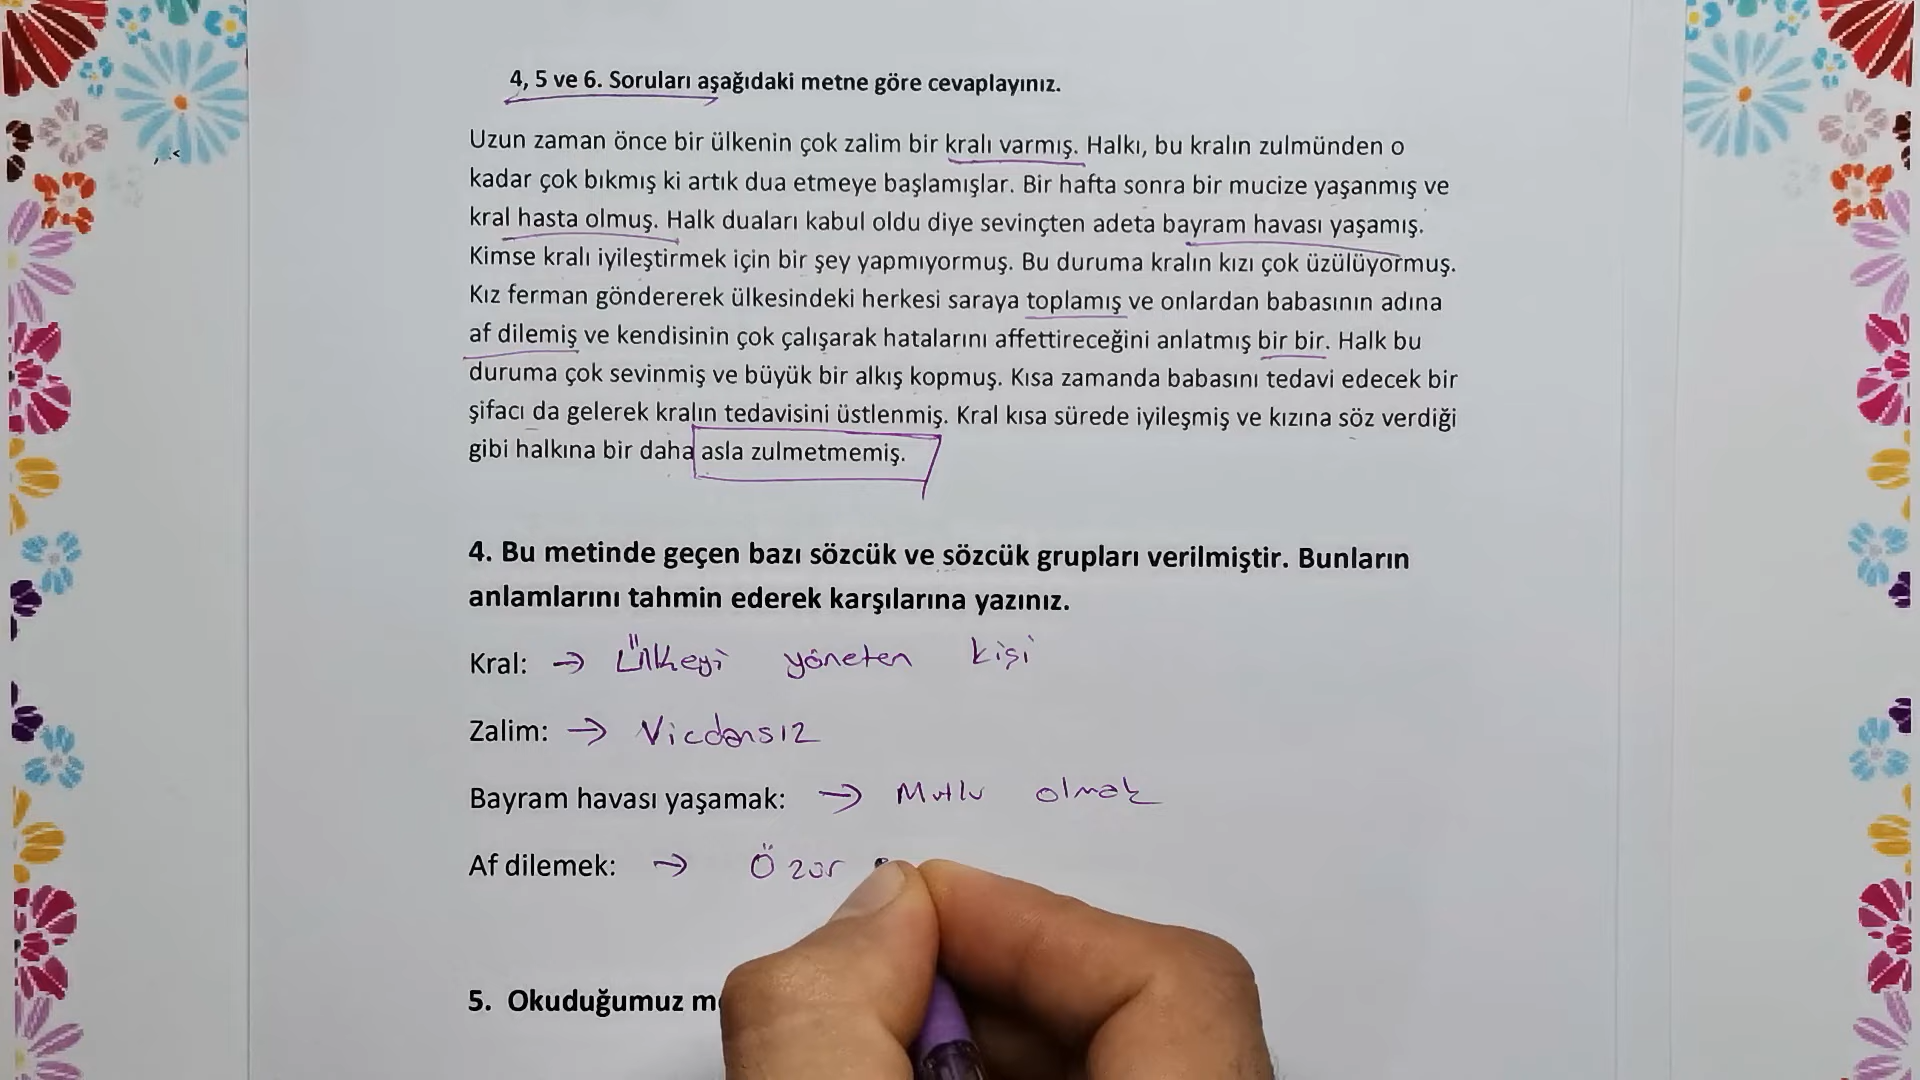 4, 5 ve 6. Soruları aşağıdaki metne göre cevaplayınız.
Uzun zaman önce bir ülkenin çok zalim bir kralı varmış. Halkı, bu kralın zulmünden o
kadar çok bıkmış ki artık dua etmeye başlamışlar. Bir hafta sonra bir mucize yaşanmış ve
kral hasta olmuş. Halk duaları kabul oldu diye sevinçten adeta bayram havası yaşamış.
Kimse kralı iyileştirmek için bir şey yapmıyormuş. Bu duruma kralın kızı çok üzülüyormuş.
Kız ferman göndererek ülkesindeki herkesi saraya toplamış ve onlardan babasının adına
af dilemiş ve kendisinin çok çalışarak hatalarını affettireceğini anlatmış bir bir. Halk bu
duruma çok sevinmiş ve büyük bir alkış kopmuş. Kısa zamanda babasını tedavi edecek bir
şifacı da gelerek kralın tedavisini üstlenmiş. Kral kısa sürede iyileşmiş ve kızına söz verdiği
gibi halkına bir daha asla zulmetmemiş.
4. Bu metinde geçen bazı sözcük ve sözcük grupları verilmiştir. Bunların
anlamlarını tahmin ederek karşılarına yazınız.
Kral: → Ülkeyi yöneten kişi
Zalim: → Vicdansız
Bayram havası yaşamak: → Mutlu olmak
Af dilemek: → Özür
5. Okuduğumuz